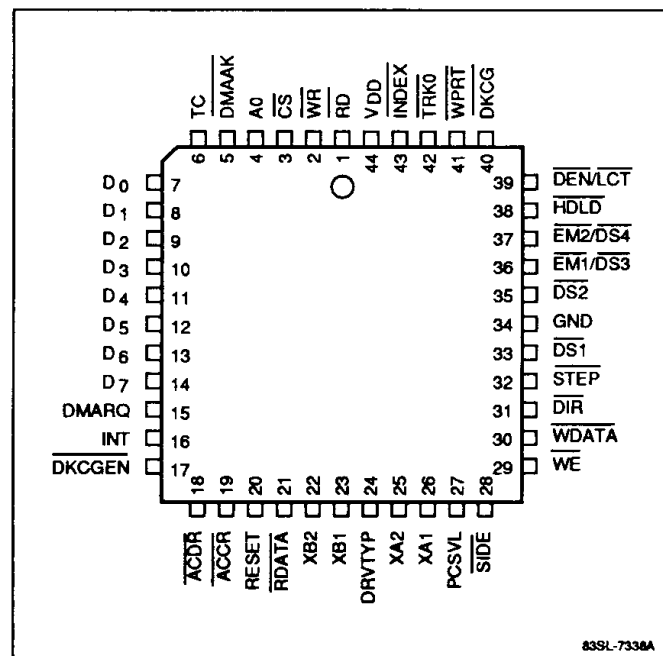 TC DMAAK A0 CS WR RD VDD INDEX TRK0 WPRT DKCG
6 5 4 3 2 1 44 43 42 41 40
D0 7 39 DEN/LCT
D1 8 38 HDLD
D2 9 37 EM2/DS4
D3 10 36 EM1/DS3
D4 11 35 DS2
D5 12 34 GND
D6 13 33 DS1
D7 14 32 STEP
DMARQ 15 31 DIR
INT 16 30 WDATA
DKCGEN 17 29 WE
18 19 20 21 22 23 24 25 26 27 28
ACDR ACCR RESET RDATA XB2 XB1 DRVTYP XA2 XA1 PCSVL SIDE
83SL-7338A